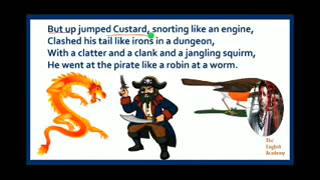 But up jumped Custard, snorting like an engine,
Clashed his tail like irons in a dungeon,
With a clatter and a clank and a jangling squirm,
He went at the pirate like a robin at a worm.
The
English
Academy